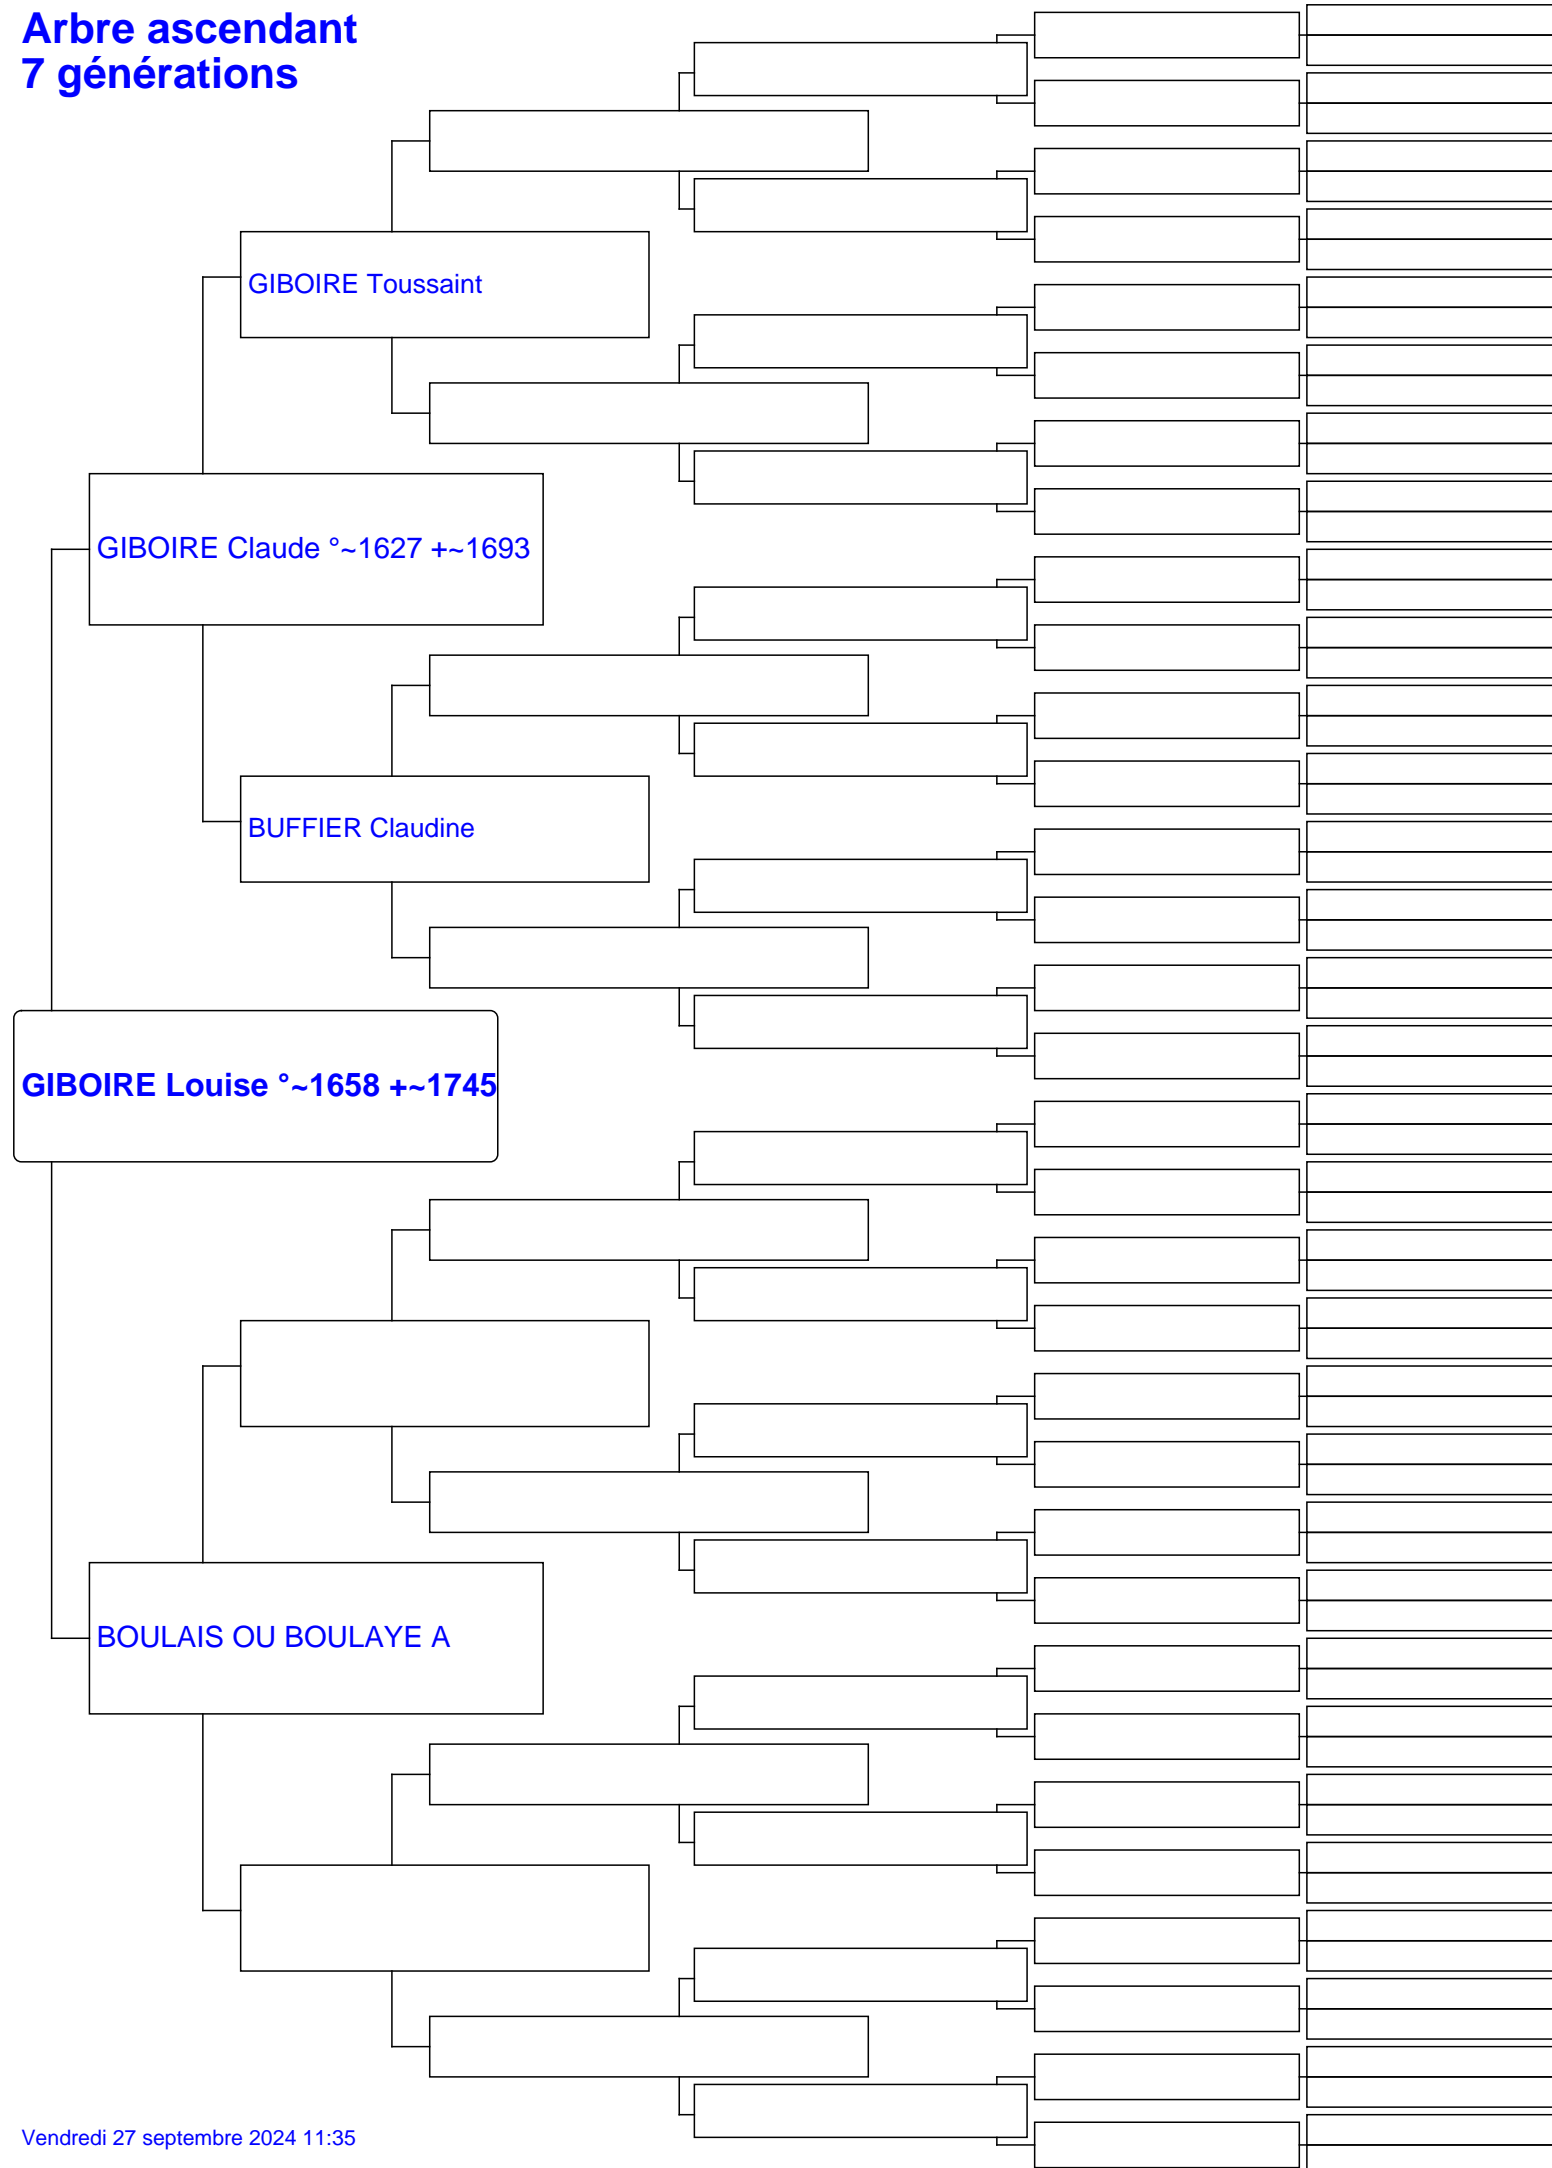 Arbre ascendant
7 générations
GIBOIRE Toussaint
GIBOIRE Claude °~1627 +~1693
BUFFIER Claudine
GIBOIRE Louise °~1658 +~1745
BOULAIS OU BOULAYE A
Vendredi 27 septembre 2024 11:35